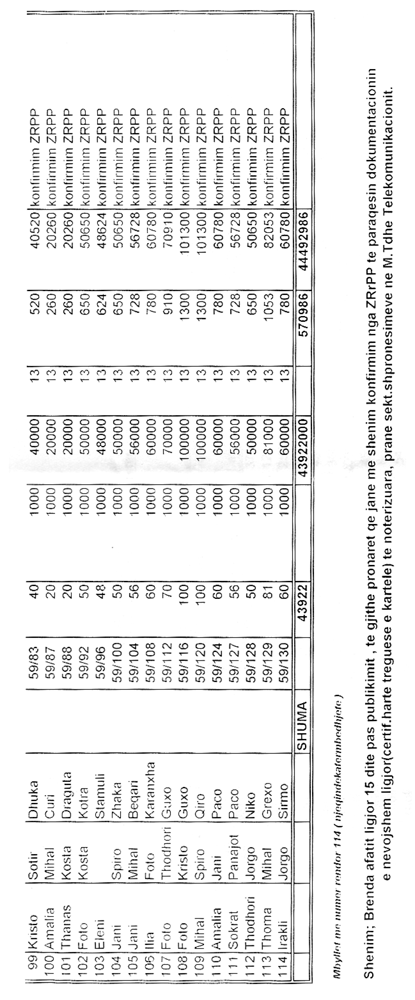 99 Kristo Sotir Dhuka 59/83 40 1000 40000 13 520 40520 konfirmim ZRPP
100 Amalia Mihal Curi 59/87 20 1000 20000 13 260 20260 konfirmim ZRPP
101 Thanas Kosta Draguta 59/88 20 1000 20000 13 260 20260 konfirmim ZRPP
102 Foto Kosta Kotra 59/92 50 1000 50000 13 650 50650 konfirmim ZRPP
103 Eleni Stamuli 59/96 48 1000 48000 13 624 48624 konfirmim ZRPP
104 Jani Spiro Zhaka 59/100 50 1000 50000 13 650 50650 konfirmim ZRPP
105 Jani Mihal Beqari 59/104 56 1000 56000 13 728 56728 konfirmim ZRPP
106 Ilia Foto Karanxha 59/108 60 1000 60000 13 780 60780 konfirmim ZRPP
107 Foto Thodhori Guxo 59/112 70 1000 70000 13 910 70910 konfirmim ZRPP
108 Foto Kristo Guxo 59/116 100 1000 100000 13 1300 101300 konfirmim ZRPP
109 Mihal Spiro Qiro 59/120 100 1000 100000 13 1300 101300 konfirmim ZRPP
110 Amalia Jani Paco 59/124 60 1000 60000 13 780 60780 konfirmim ZRPP
111 Sokrat Panajot Paco 59/127 56 1000 56000 13 728 56728 konfirmim ZRPP
112 Thodhori Jorgo Niko 59/128 50 1000 50000 13 650 50650 konfirmim ZRPP
113 Thoma Mihal Grexo 59/129 81 1000 81000 13 1053 82053 konfirmim ZRPP
114 Irakli Jorgo Sirmo 59/130 60 1000 60000 13 780 60780 konfirmim ZRPP
SHUMA 43922 43922000 570986 44492986
Mbyllet me numer rendor 114 ( njeqindekatermbedhjete )
Shenim; Brenda afatit ligjor 15 dite pas publikimit , te gjithe pronaret qe jane me shenim konfirmim nga ZRrPP te paraqesin dokumentacionin
e nevojshem ligjor(certif.harte treguese e kartele) te noterizuara, prane sekt.shpronesimeve ne M.Tdhe Telekomunikacionit.